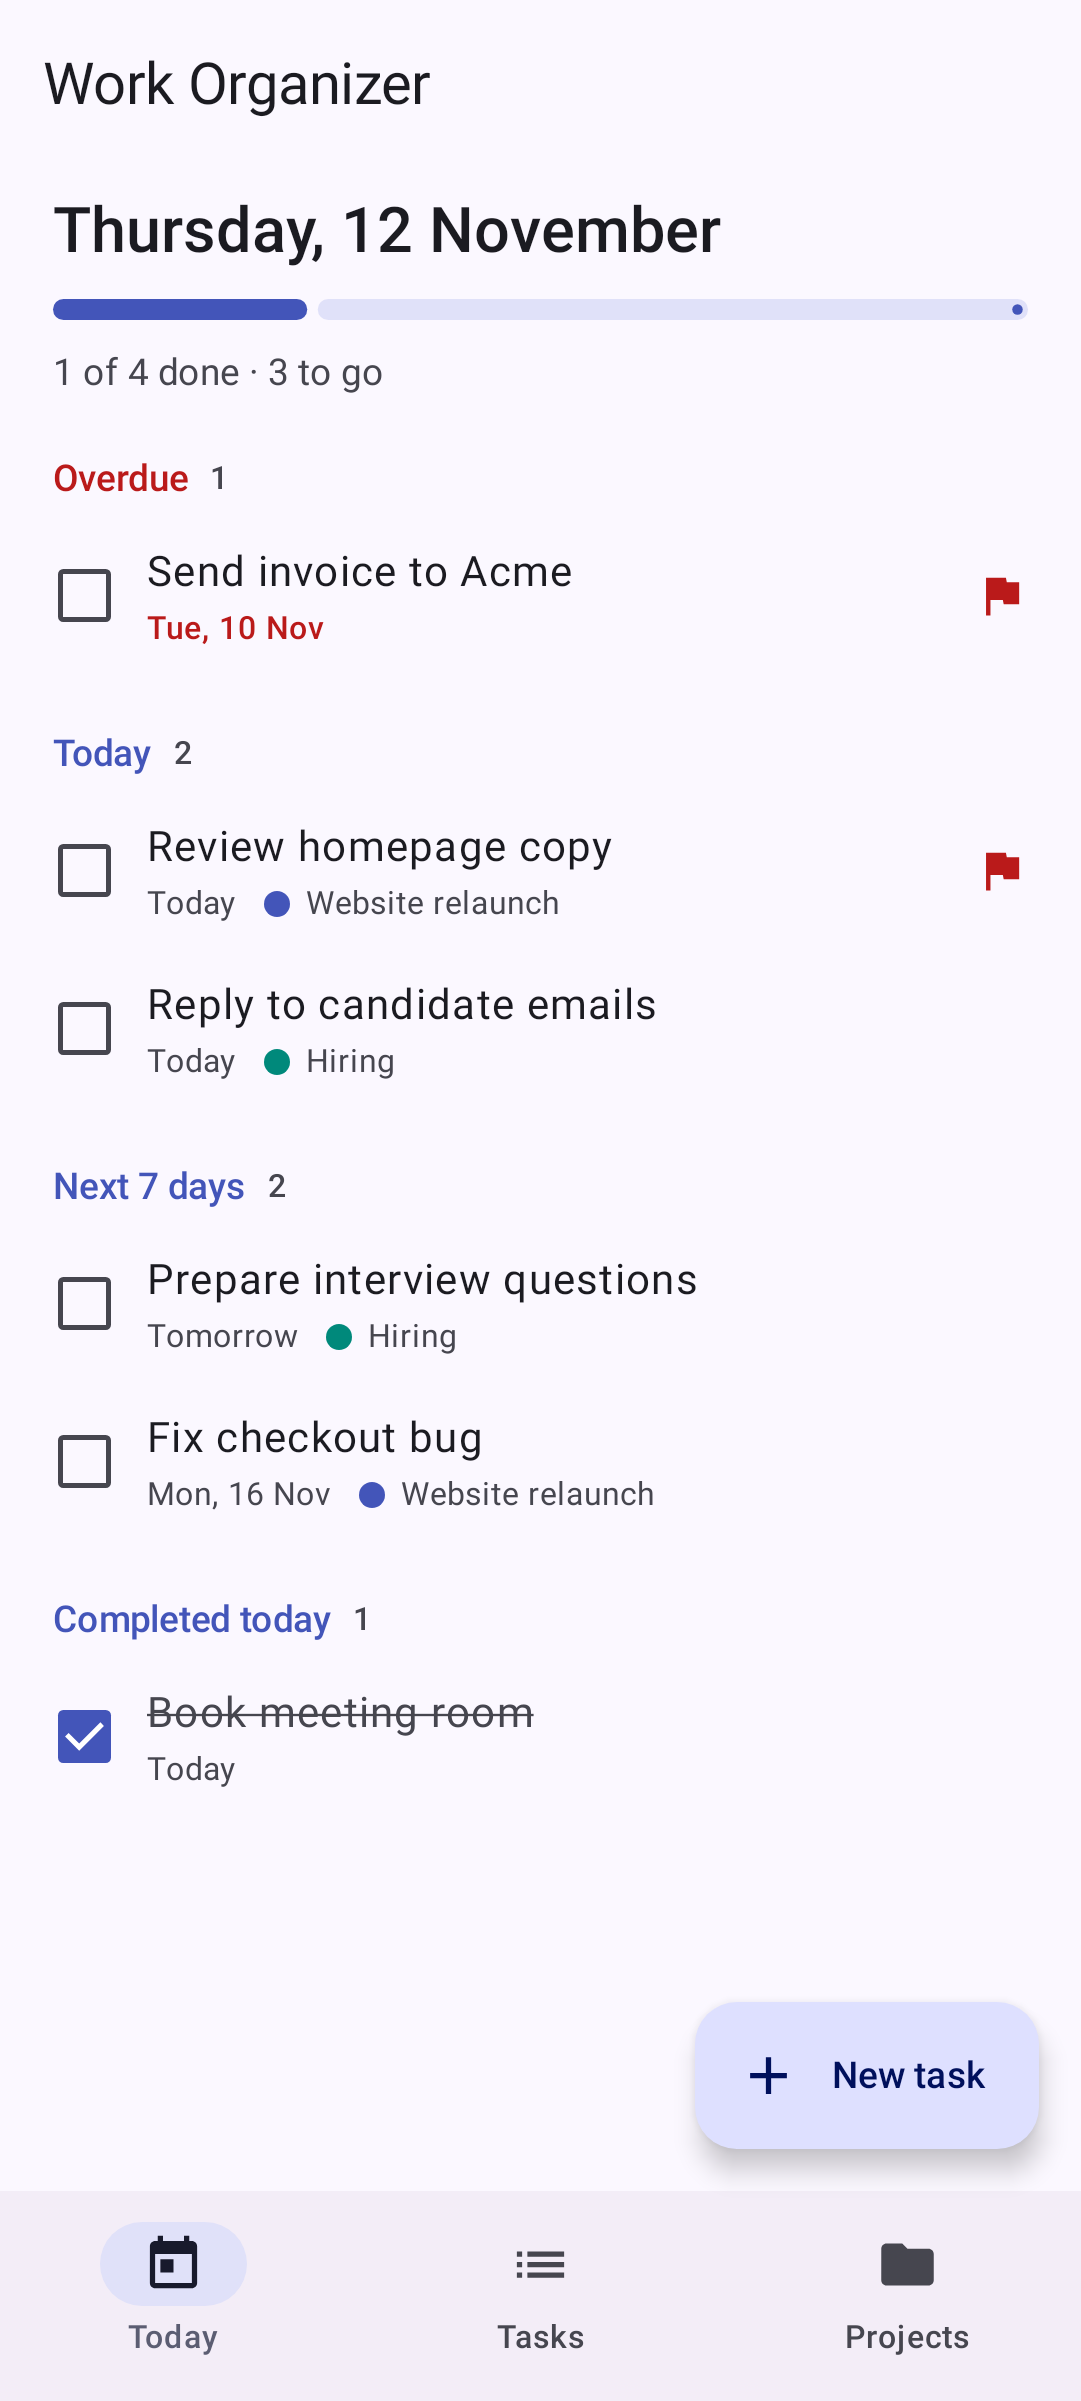 Work Organizer
Thursday, 12 November
1 of 4 done · 3 to go
Overdue 1
Send invoice to Acme
Tue, 10 Nov
Today 2
Review homepage copy
Today Website relaunch
Reply to candidate emails
Today Hiring
Next 7 days 2
Prepare interview questions
Tomorrow Hiring
Fix checkout bug
Mon, 16 Nov Website relaunch
Completed today 1
Book meeting room
Today
New task
Today Tasks Projects